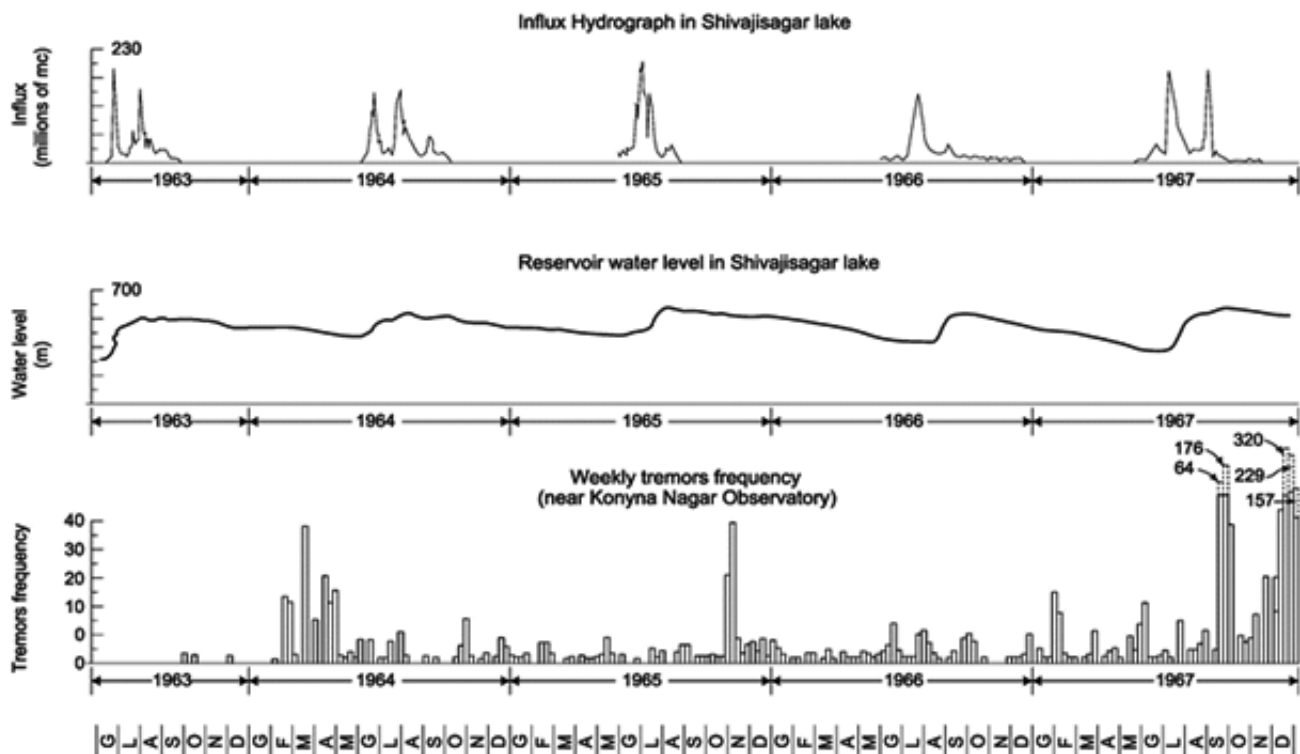 Influx Hydrograph in Shivajisagar lake
Influx
(millions of mc)
230
1963 1964 1965 1966 1967
Reservoir water level in Shivajisagar lake
Water level
(m)
700
1963 1964 1965 1966 1967
Weekly tremors frequency
(near Konyna Nagar Observatory)
Tremors frequency
176
64
320
229
157
40
30
20
10
0
0
1963 1964 1965 1966 1967
G L A S O N D G F M A M G L A S O N D G F M A M G L A S O N D G F M A M G L A S O N D G F M A M G L A S O N D